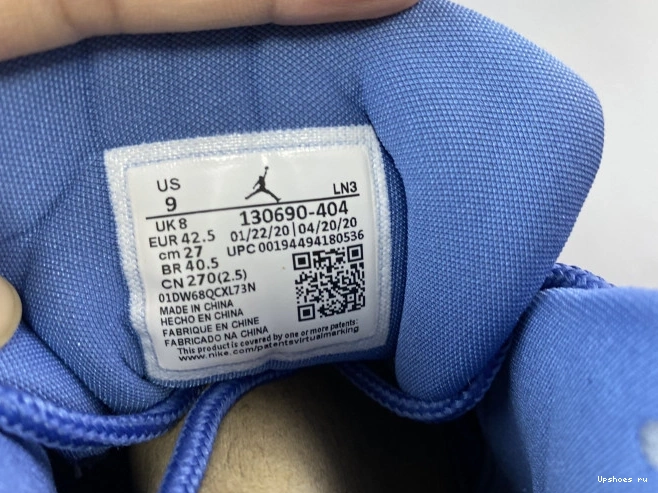 US
9
LN3
UK 8
130690-404
EUR 42.5
01/22/20 | 04/20/20
cm 27
UPC 00194494180536
BR 40.5
CN 270(2.5)
01DW68QCXL73N
MADE IN CHINA
HECHO EN CHINA
FABRIQUE EN CHINE
FABRICADO NA CHINA
This product is covered by one or more patents:
www.nike.com/patentsvirtualmarking
Upshoes ru